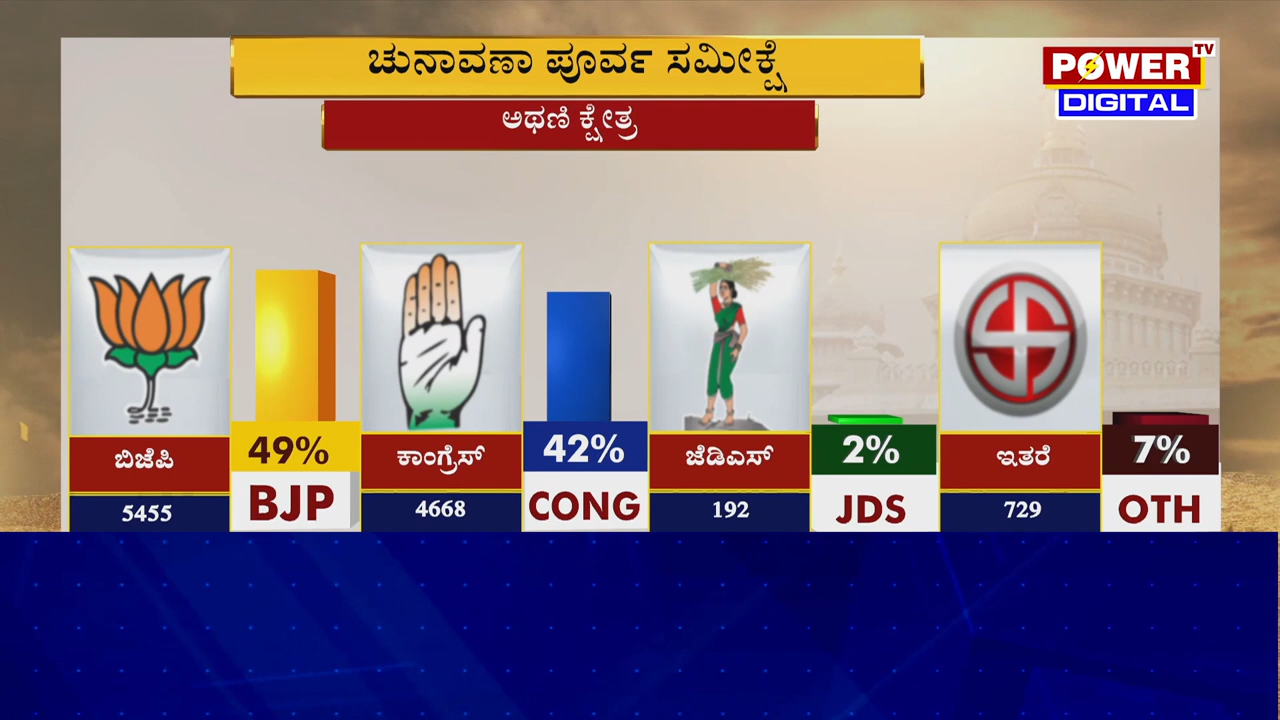 ಚುನಾವಣಾ ಪೂರ್ವ ಸಮೀಕ್ಷೆ
ಅಥಣಿ ಕ್ಷೇತ್ರ
POWER TV
DIGITAL
ಬಿಜೆಪಿ
5455
49%
BJP
ಕಾಂಗ್ರೆಸ್
4668
42%
CONG
ಜೆಡಿಎಸ್
192
2%
JDS
ಇತರೆ
729
7%
OTH